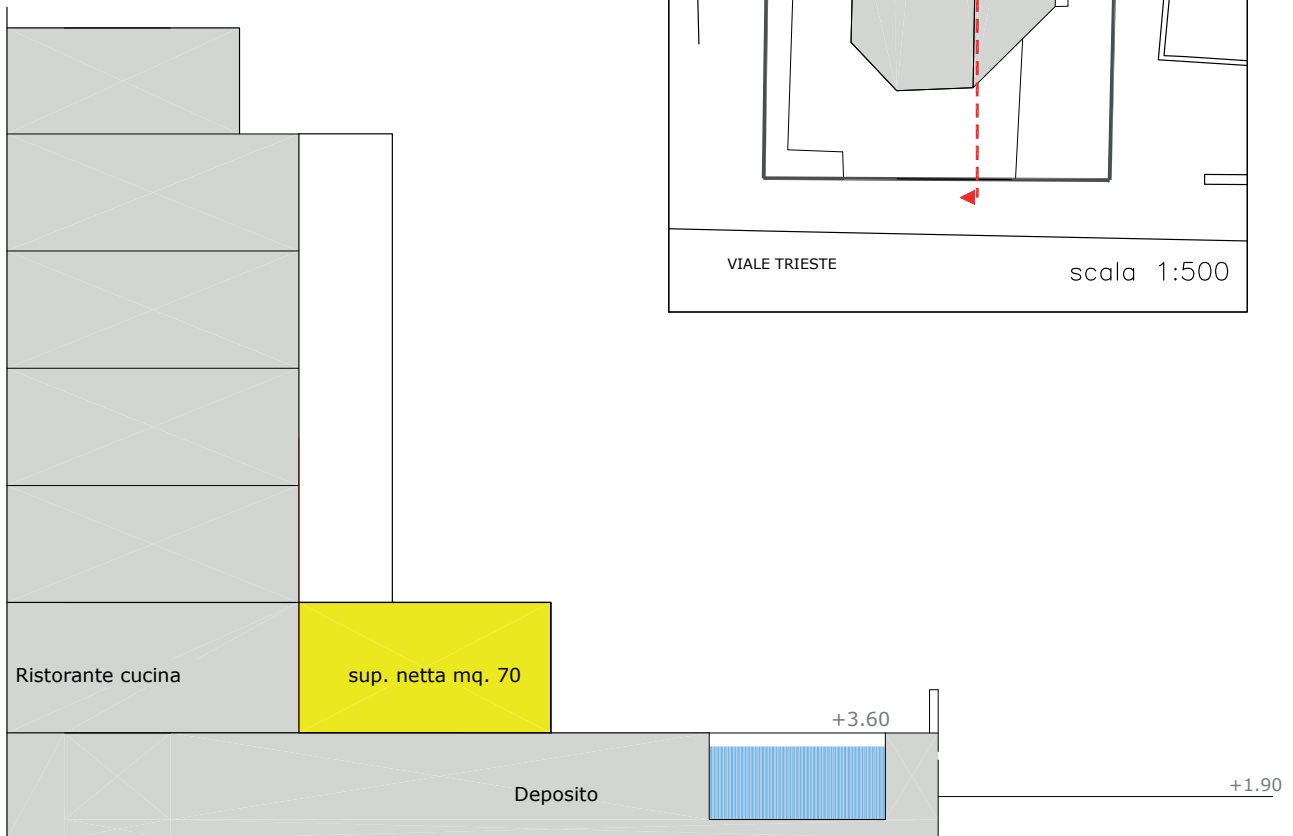 VIALE TRIESTE
scala 1:500
Ristorante cucina
sup. netta mq. 70
+3.60
Deposito
+1.90